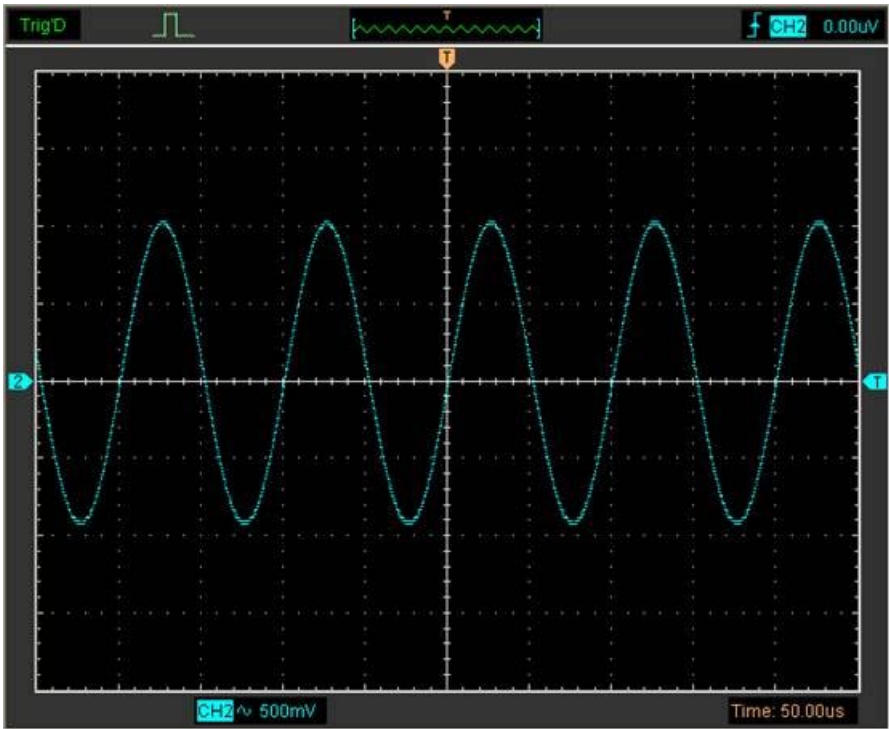 Trig'D
T
CH2 0.00uV
T
2
T
CH2 ∿ 500mV
Time: 50.00us